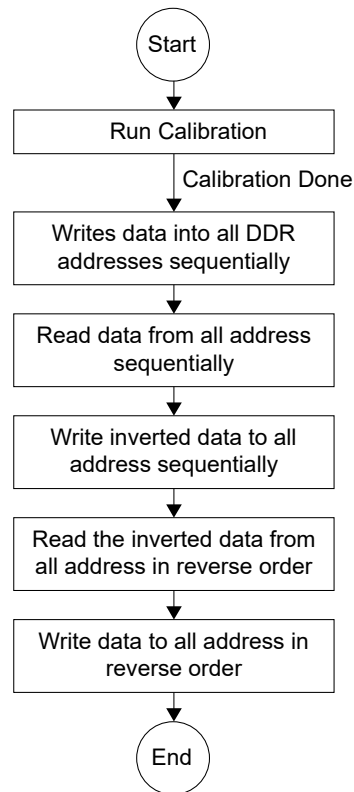 Start
Run Calibration
Calibration Done
Writes data into all DDR
addresses sequentially
Read data from all address
sequentially
Write inverted data to all
address sequentially
Read the inverted data from
all address in reverse order
Write data to all address in
reverse order
End